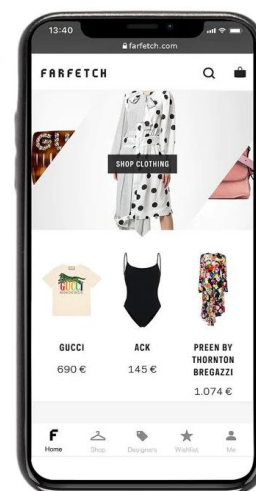 13:40
farfetch.com
FARFETCH
SHOP CLOTHING
GUCCI
GUCCI
690 €
ACK
145 €
PREEN BY
THORNTON
BREGAZZI
1.074 €
Home
Shop
Designers
Wishlist
Me